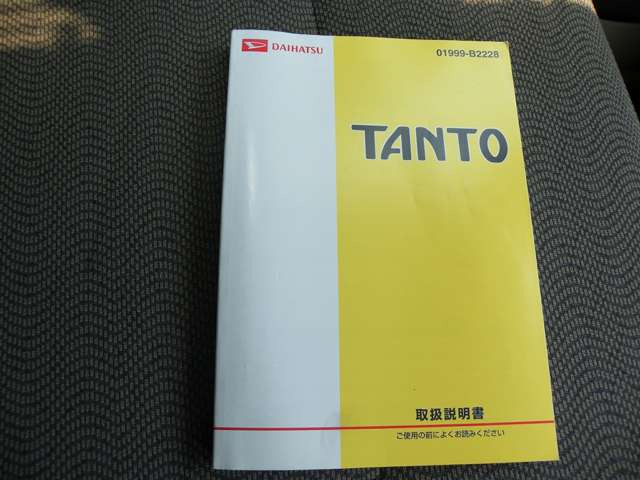 DAIHATSU
01999-B2228
TANTO
取扱説明書
ご使用の前によくお読みください